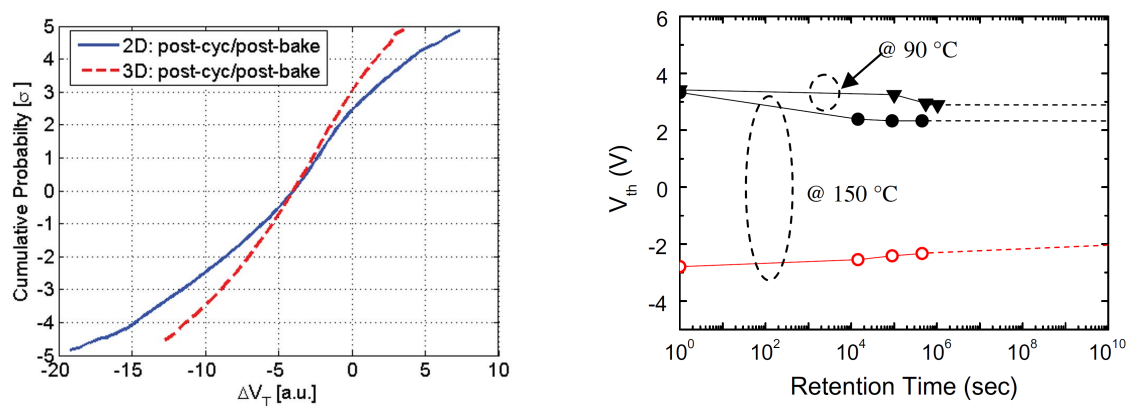 5
4
3
2
1
0
-1
-2
-3
-4
-5
Cumulative Probabilty [σ]
2D: post-cyc/post-bake
3D: post-cyc/post-bake
-20 -15 -10 -5 0 5 10
ΔV_T [a.u.]
6
4
2
0
-2
-4
V_th (V)
@ 90 °C
@ 150 °C
10^0 10^2 10^4 10^6 10^8 10^10
Retention Time (sec)